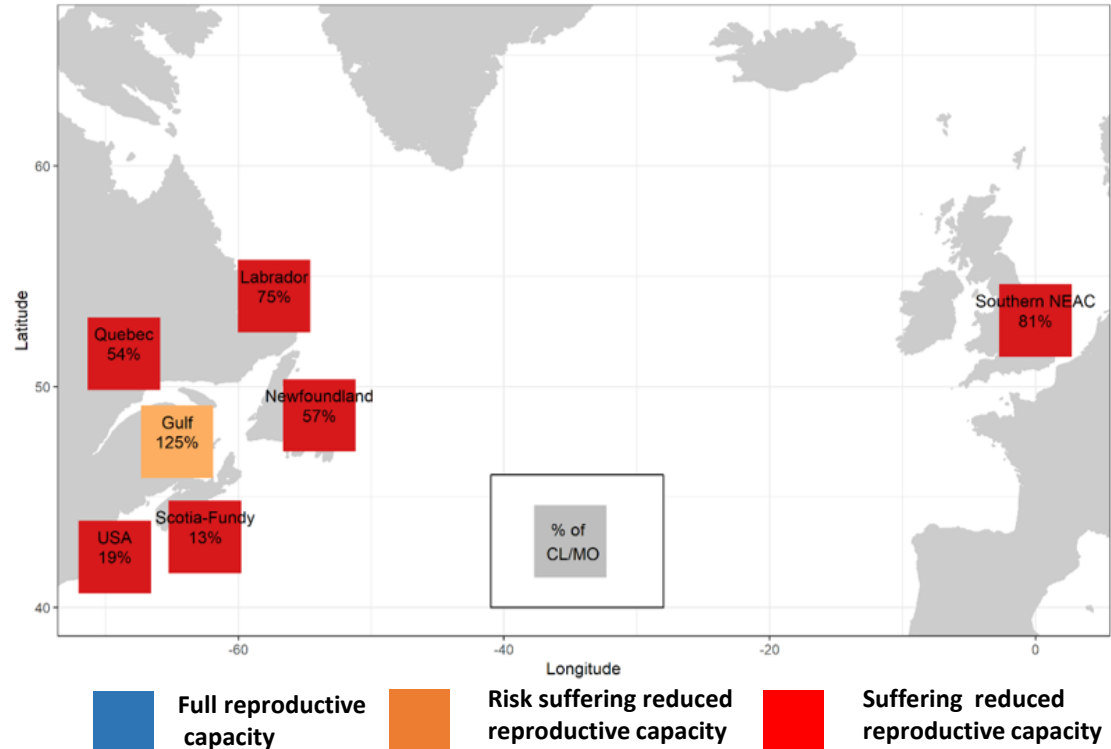 60
50
40
Latitude
Labrador
75%
Quebec
54%
Newfoundland
57%
Gulf
125%
Scotia-Fundy
13%
USA
19%
Southern NEAC
81%
% of
CL/MO
-60
-40
-20
0
Longitude
Full reproductive
capacity
Risk suffering reduced
reproductive capacity
Suffering reduced
reproductive capacity